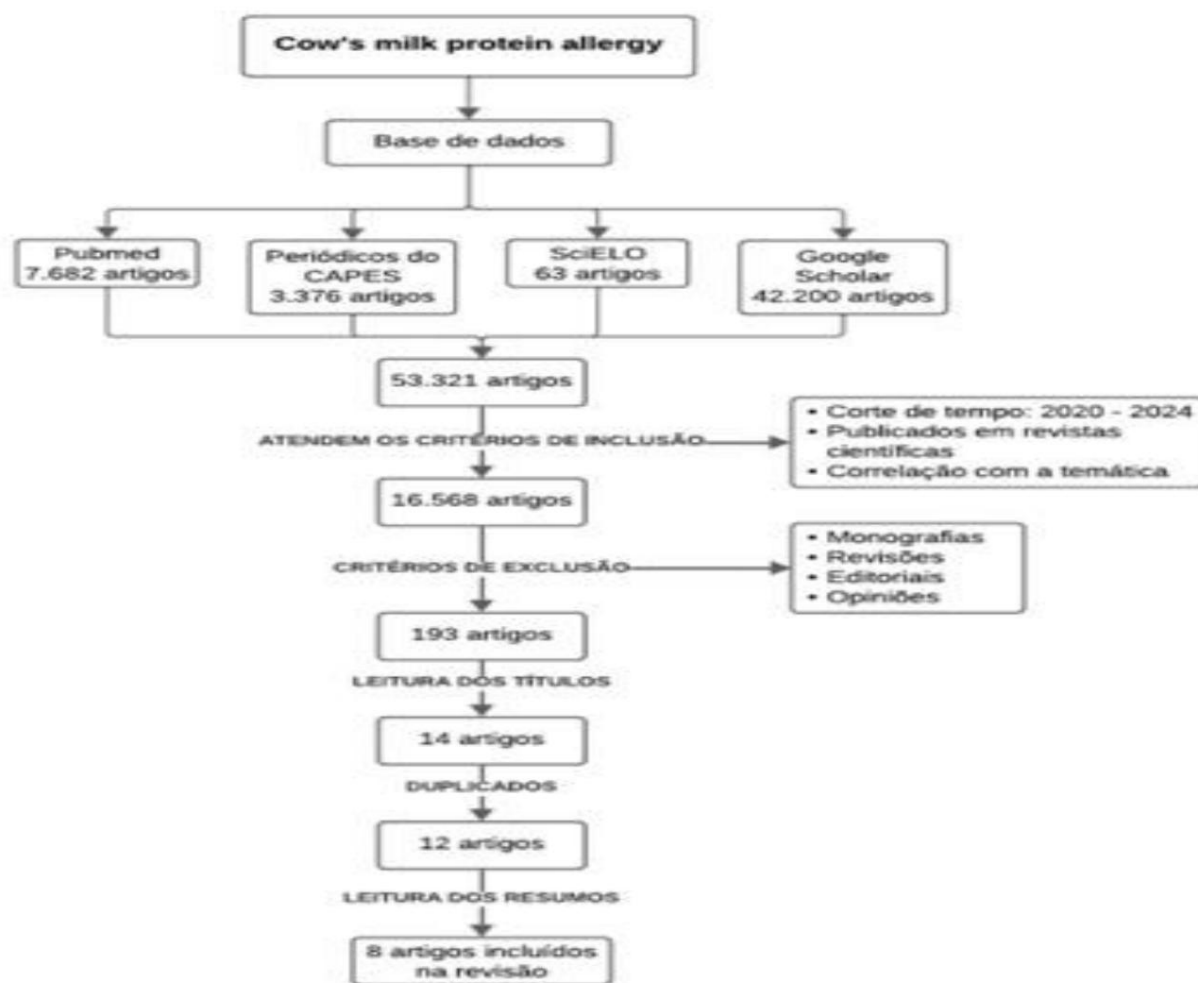 Cow's milk protein allergy
Base de dados
Pubmed
7.682 artigos
Periódicos do
CAPES
3.376 artigos
SciELO
63 artigos
Google
Scholar
42.200 artigos
53.321 artigos
ATENDEM OS CRITÉRIOS DE INCLUSÃO
• Corte de tempo: 2020 - 2024
• Publicados em revistas
científicas
• Correlação com a temática
16.568 artigos
CRITÉRIOS DE EXCLUSÃO
• Monografias
• Revisões
• Editoriais
• Opiniões
193 artigos
LEITURA DOS TÍTULOS
14 artigos
DUPLICADOS
12 artigos
LEITURA DOS RESUMOS
8 artigos incluídos
na revisão